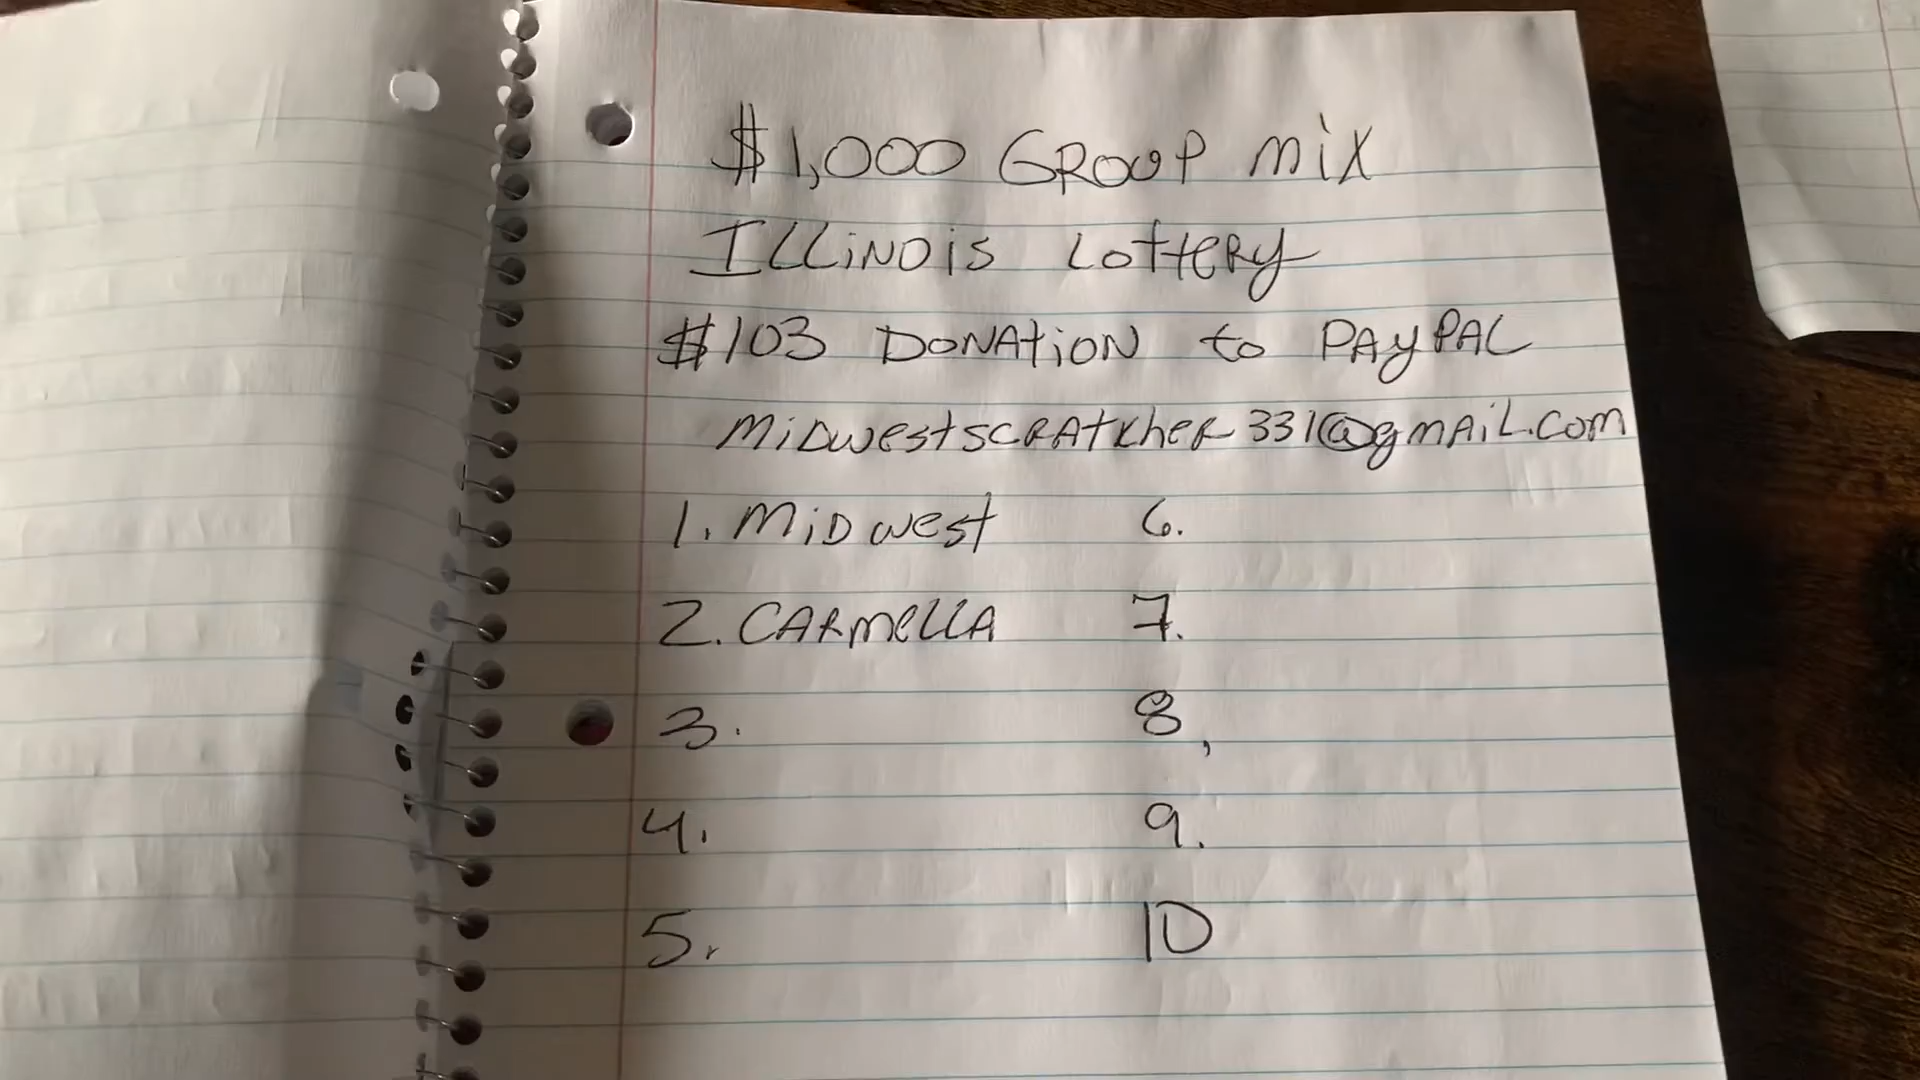 $1,000 GROUP MIX
ILLINOIS LOTTERY
$103 DONATION to PAYPAL
MIDWESTSCRATCHER331@gmail.com
1. MIDWEST 6.
2. CARMELLA 7.
3. 8,
4. 9.
5. 10